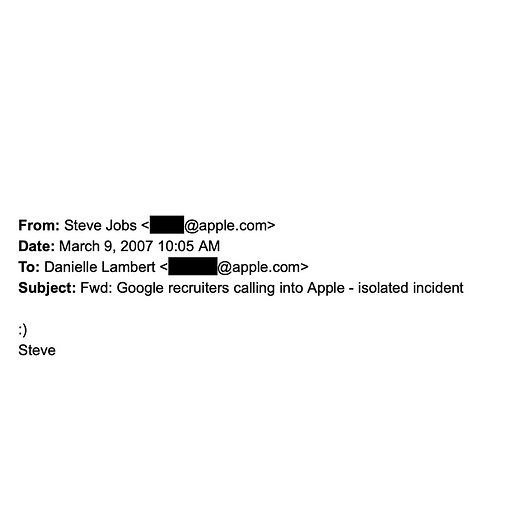 From: Steve Jobs <@apple.com>
Date: March 9, 2007 10:05 AM
To: Danielle Lambert <@apple.com>
Subject: Fwd: Google recruiters calling into Apple - isolated incident
:)
Steve